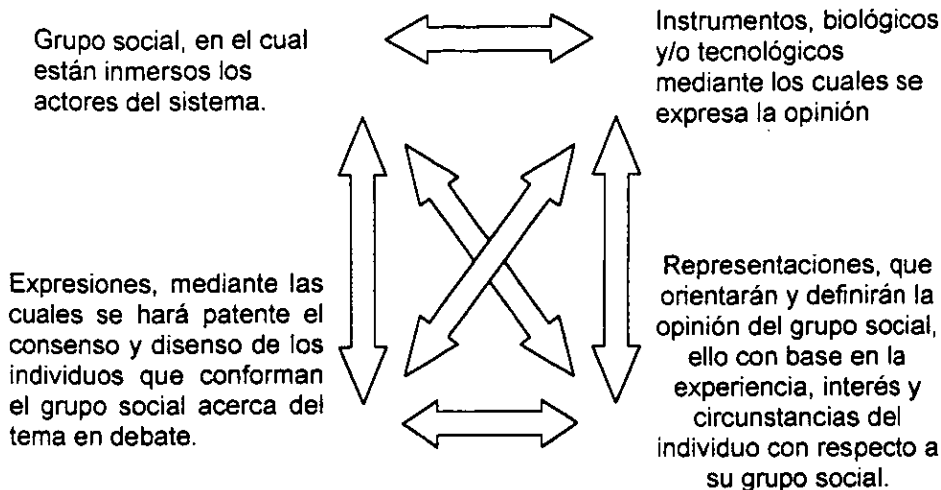 Grupo social, en el cual
están inmersos los
actores del sistema.
Instrumentos, biológicos
y/o tecnológicos
mediante los cuales se
expresa la opinión
Expresiones, mediante las
cuales se hará patente el
consenso y disenso de los
individuos que conforman
el grupo social acerca del
tema en debate.
Representaciones, que
orientarán y definirán la
opinión del grupo social,
ello con base en la
experiencia, interés y
circunstancias del
individuo con respecto a
su grupo social.